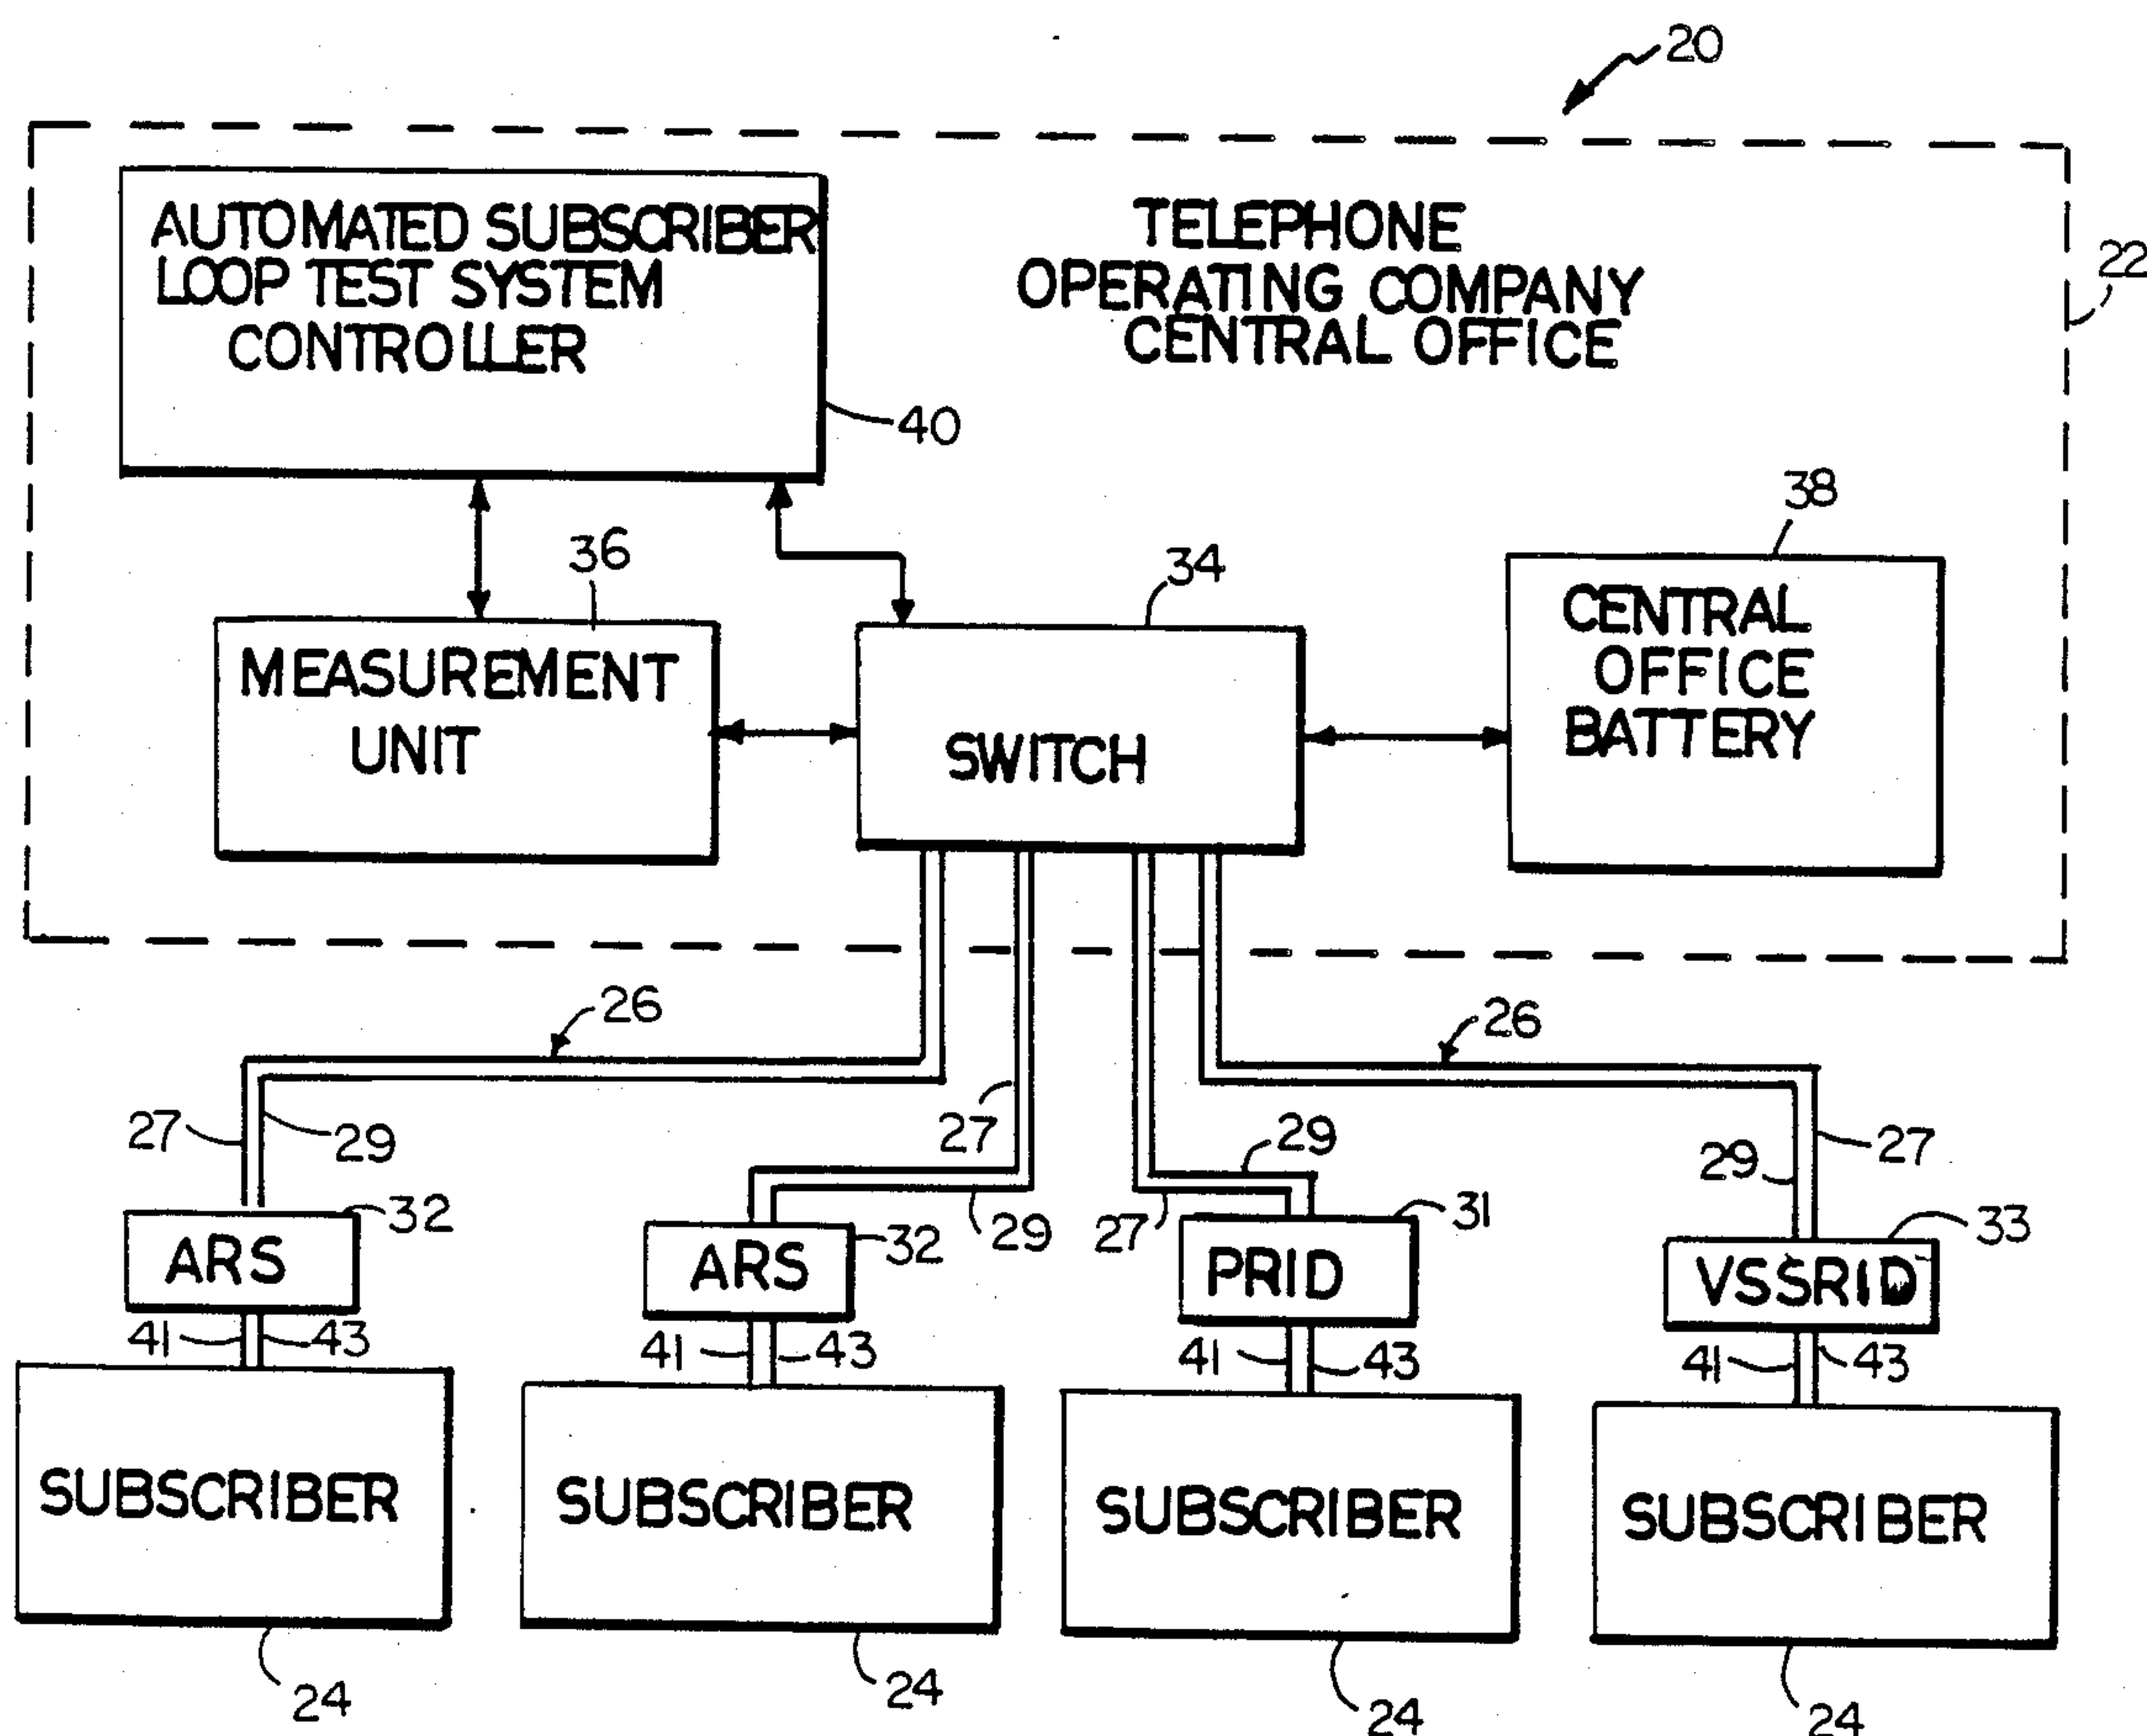 20
AUTOMATED SUBSCRIBER
LOOP TEST SYSTEM
CONTROLLER
TELEPHONE
OPERATING COMPANY
CENTRAL OFFICE
22
40
38
36
34
MEASUREMENT
UNIT
SWITCH
CENTRAL
OFFICE
BATTERY
26
26
27
29
27
29
29
27
29
27
32
32
31
33
ARS
ARS
PRID
VSSRID
41
43
41
43
41
43
41
43
SUBSCRIBER
SUBSCRIBER
SUBSCRIBER
SUBSCRIBER
24
24
24
24